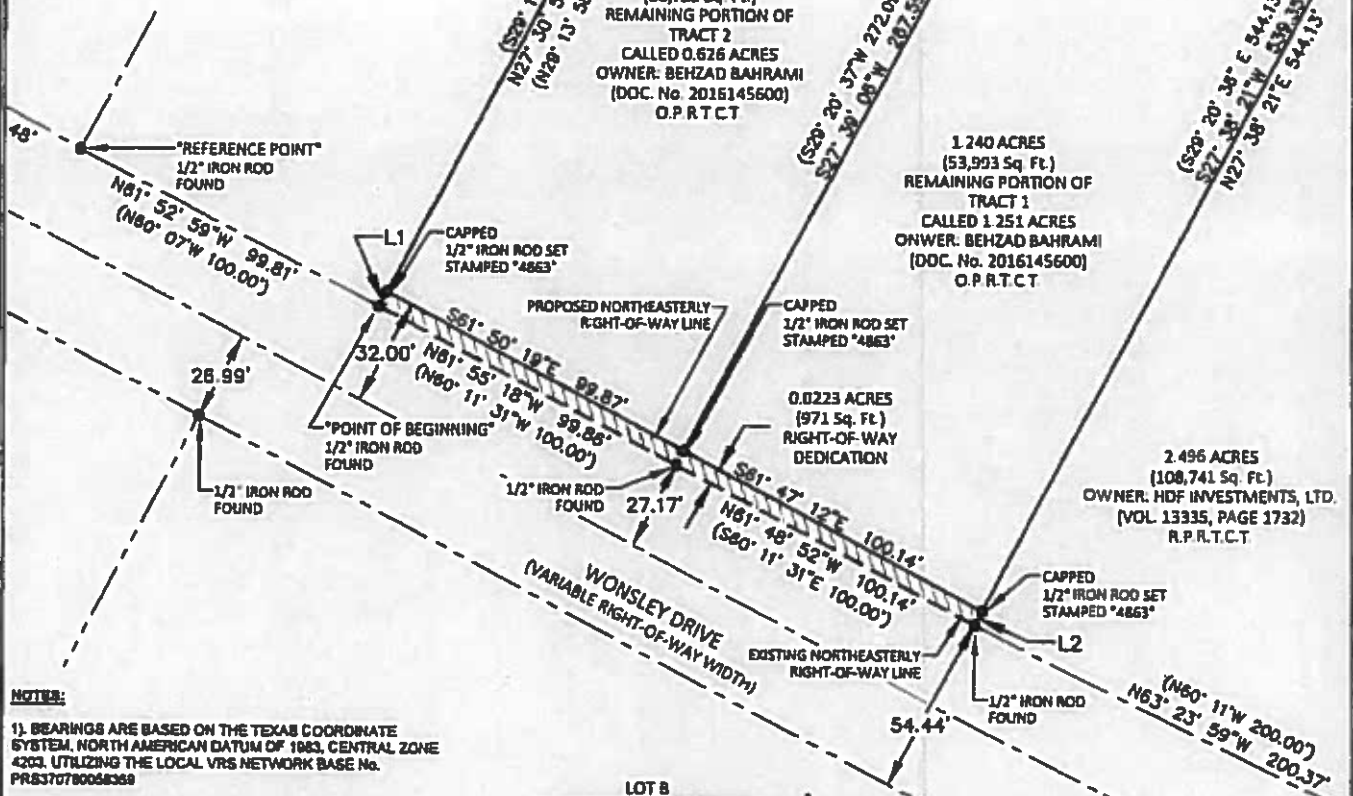 REMAINING PORTION OF
TRACT 2
CALLED 0.626 ACRES
OWNER: BEHZAD BAHRAMI
(DOC. No. 2016145600)
O.P.R.T.C.T
(S29° 20' 37"W 272.0
S27° 39' 08"W 267.5
(S29° 20' 38" E 544.13'
S27° 38' 21"W 539.35'
N27° 38' 21"E 544.13'
48'
"REFERENCE POINT"
1/2" IRON ROD
FOUND
N61° 52' 59"W 99.81'
(N60° 07'W 100.00')
1.240 ACRES
(53,993 Sq. Ft.)
REMAINING PORTION OF
TRACT 1
CALLED 1.251 ACRES
ONWER: BEHZAD BAHRAMI
(DOC. No. 2016145600)
O.P.R.T.C.T
L1
CAPPED
1/2" IRON ROD SET
STAMPED "4863"
PROPOSED NORTHEASTERLY
RIGHT-OF-WAY LINE
CAPPED
1/2" IRON ROD SET
STAMPED "4863"
S61° 50' 19"E 99.87'
N61° 55' 18"W 99.86'
(N60° 11' 31"W 100.00')
32.00'
26.99'
"POINT OF BEGINNING"
1/2" IRON ROD
FOUND
0.0223 ACRES
(971 Sq. Ft.)
RIGHT-OF-WAY
DEDICATION
1/2" IRON ROD
FOUND
1/2" IRON ROD
FOUND
27.17'
S61° 47' 12"E 100.14'
N61° 48' 52"W 100.14'
(S60° 11' 31"E 100.00')
2.496 ACRES
(108,741 Sq. Ft.)
OWNER: HDF INVESTMENTS, LTD.
(VOL. 13335, PAGE 1732)
R.P.R.T.C.T
WONSLEY DRIVE
(VARIABLE RIGHT-OF-WAY WIDTH)
CAPPED
1/2" IRON ROD SET
STAMPED "4863"
L2
EXISTING NORTHEASTERLY
RIGHT-OF-WAY LINE
1/2" IRON ROD
FOUND
54.44'
(N60° 11'W 200.00')
N63° 23' 59"W 200.37'
NOTES:
1). BEARINGS ARE BASED ON THE TEXAS COORDINATE
SYSTEM, NORTH AMERICAN DATUM OF 1983, CENTRAL ZONE
4203, UTILIZING THE LOCAL VRS NETWORK BASE No.
LOT B